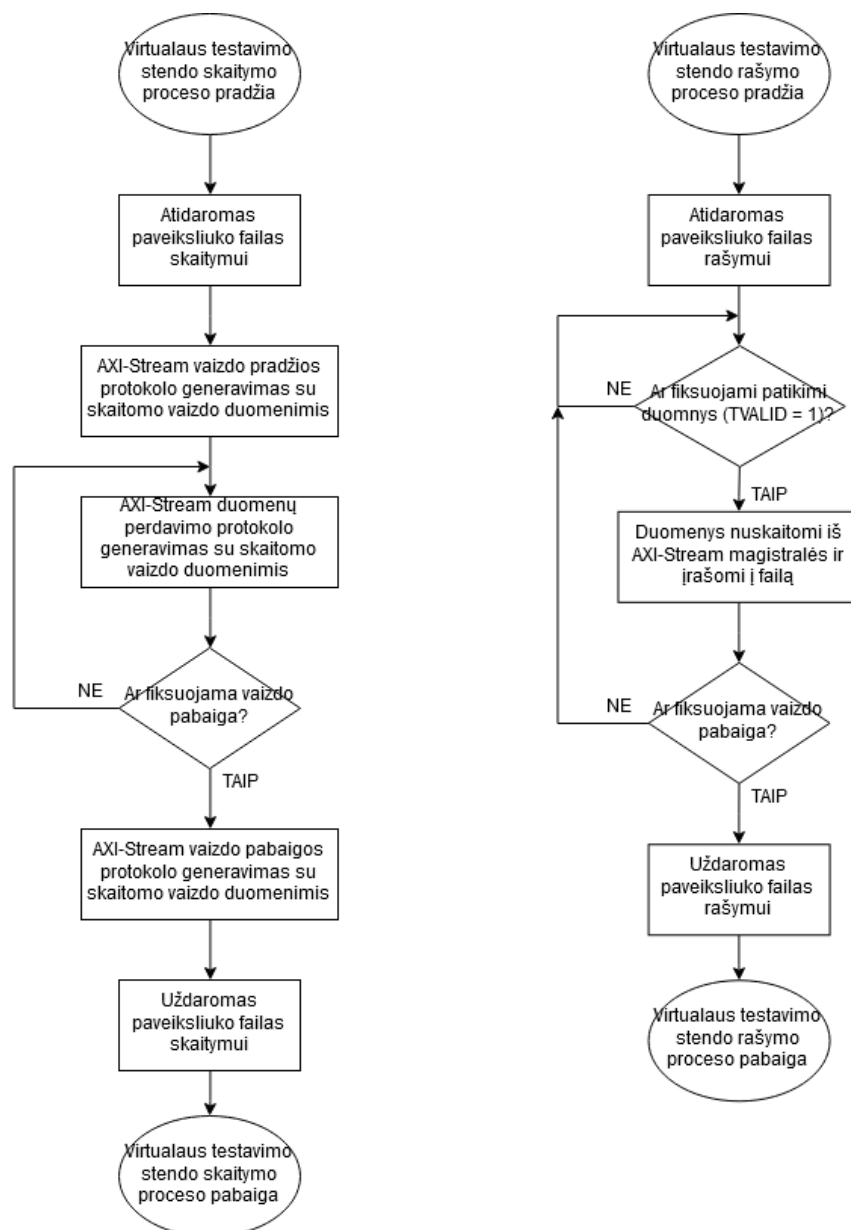 Virtualaus testavimo
stendo skaitymo
proceso pradžia
Atidaromas
paveiksliuko failas
skaitymui
AXI-Stream vaizdo pradžios
protokolo generavimas su
skaitomo vaizdo duomenimis
AXI-Stream duomenų
perdavimo protokolo
generavimas su skaitomo
vaizdo duomenimis
NE
Ar fiksuojama vaizdo
pabaiga?
TAIP
AXI-Stream vaizdo pabaigos
protokolo generavimas su
skaitomo vaizdo duomenimis
Uždaromas
paveiksliuko failas
skaitymui
Virtualaus testavimo
stendo skaitymo
proceso pabaiga
Virtualaus testavimo
stendo rašymo
proceso pradžia
Atidaromas
paveiksliuko failas
rašymui
NE
Ar fiksuojami patikimi
duomnys (TVALID = 1)?
TAIP
Duomenys nuskaitomi iš
AXI-Stream magistralės ir
įrašomi į failą
NE
Ar fiksuojama vaizdo
pabaiga?
TAIP
Uždaromas
paveiksliuko failas
rašymui
Virtualaus testavimo
stendo rašymo
proceso pabaiga